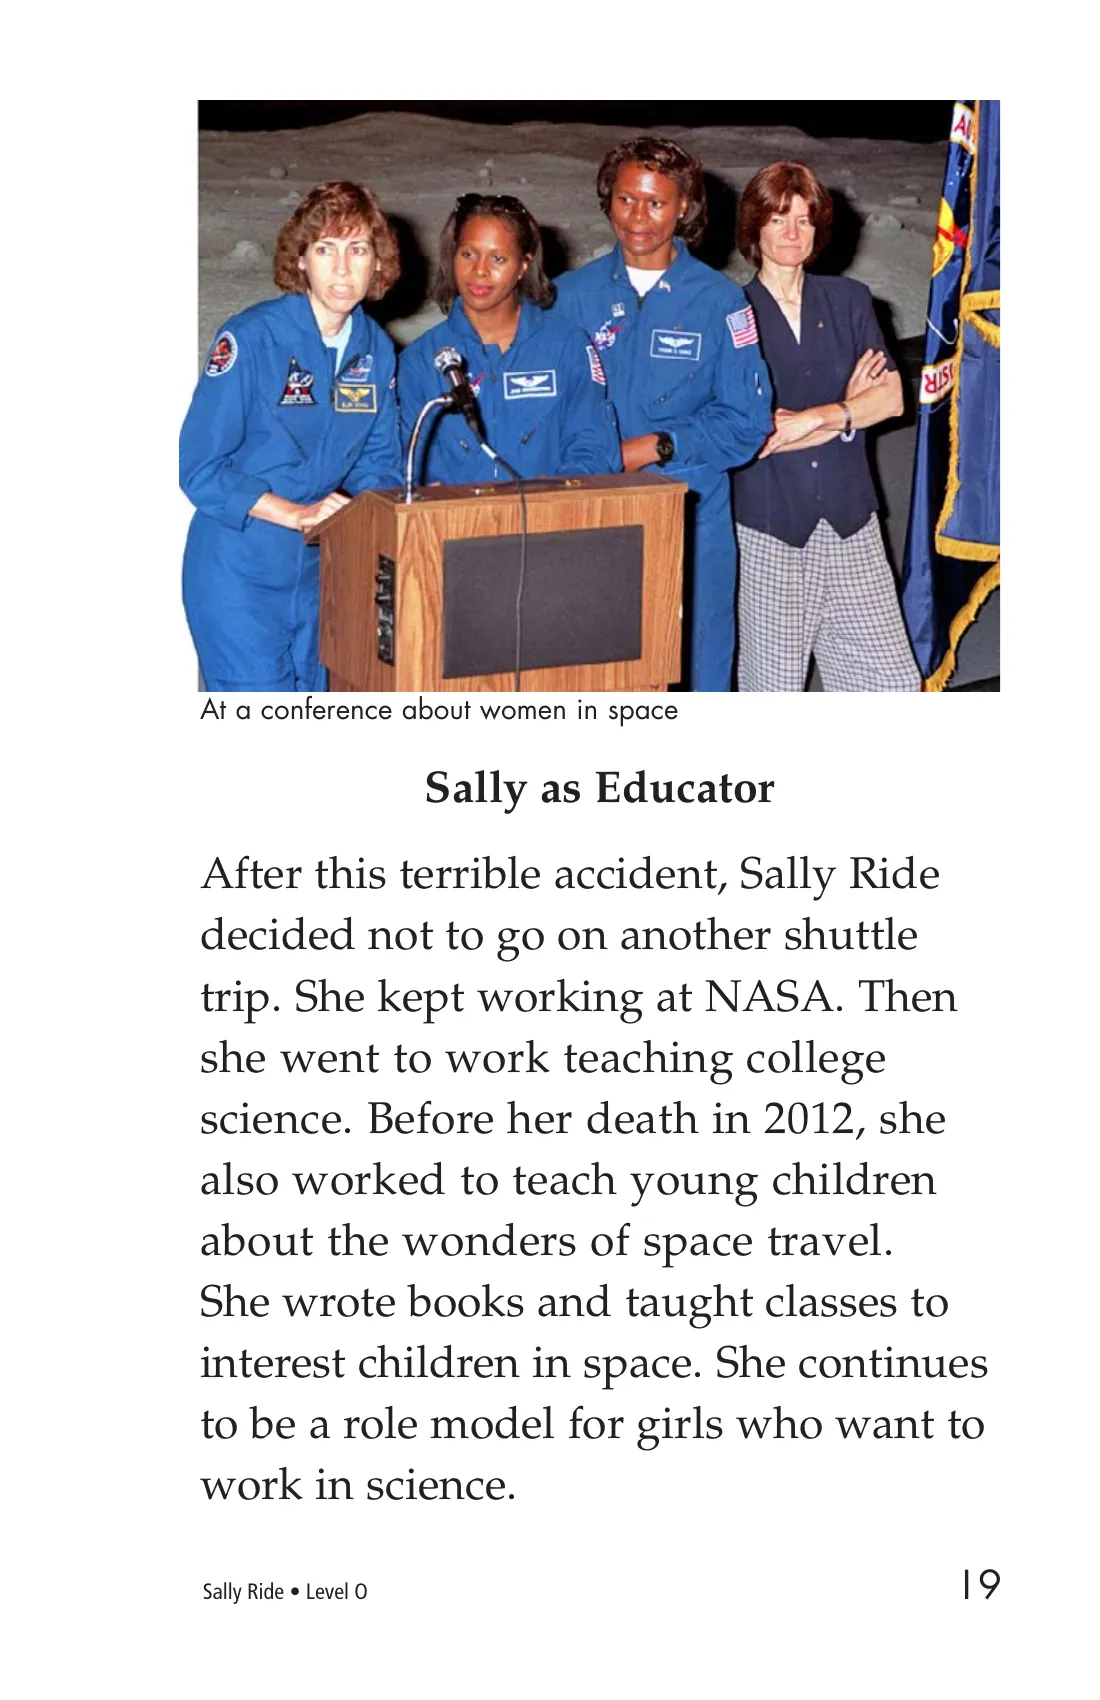 At a conference about women in space
Sally as Educator
After this terrible accident, Sally Ride
decided not to go on another shuttle
trip. She kept working at NASA. Then
she went to work teaching college
science. Before her death in 2012, she
also worked to teach young children
about the wonders of space travel.
She wrote books and taught classes to
interest children in space. She continues
to be a role model for girls who want to
work in science.
Sally Ride • Level O
19